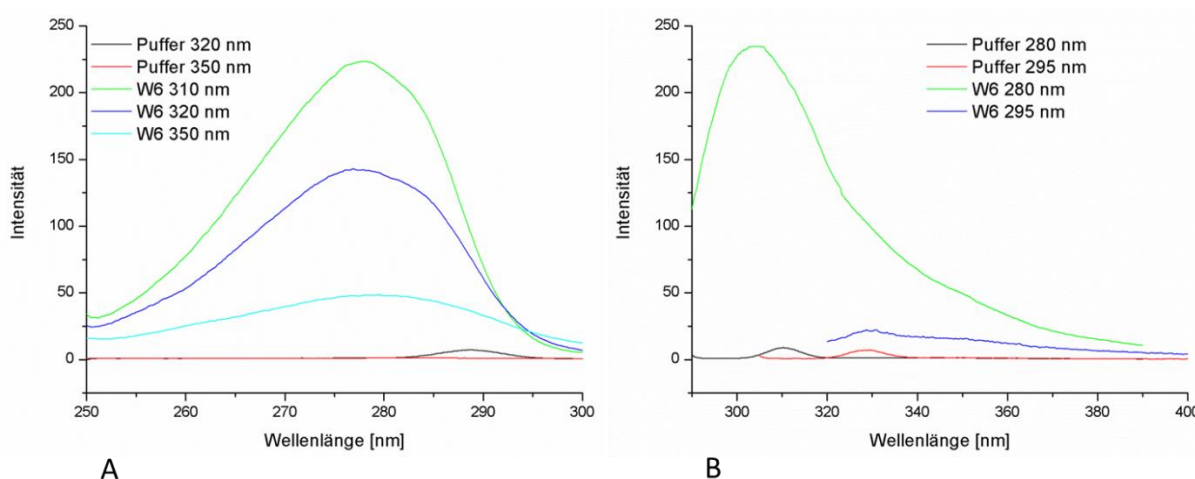 250
200
150
100
50
0
Intensität
Puffer 320 nm
Puffer 350 nm
W6 310 nm
W6 320 nm
W6 350 nm
250 260 270 280 290 300
Wellenlänge [nm]
A
250
200
150
100
50
0
Intensität
Puffer 280 nm
Puffer 295 nm
W6 280 nm
W6 295 nm
300 320 340 360 380 400
Wellenlänge [nm]
B